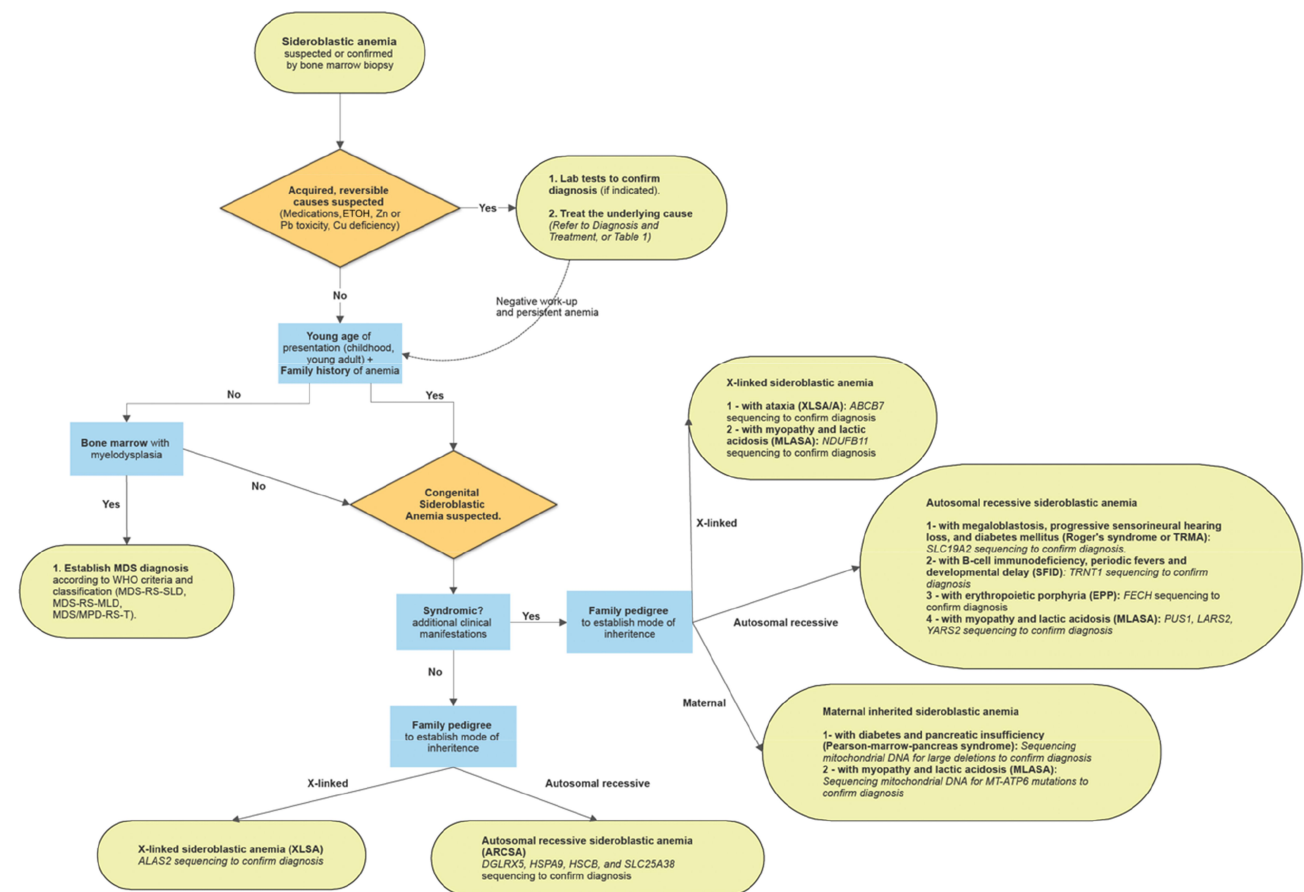 Sideroblastic anemia
suspected or confirmed
by bone marrow biopsy
Acquired, reversible
causes suspected
(Medications,ETOH, Zn or
Pb toxicity, Cu deficiency)
Yes
1. Lab tests to confirm
diagnosis (if indicated).
2. Treat the underlying cause
(Refer to Diagnosis and
Treatment, or Table 1)
No
Negative work-up
and persistent anemia
Young age of
presentation (childhood,
young adult) +
Family history of anemia
No
Yes
Bone marrow with
myelodysplasia
No
Yes
1. Establish MDS diagnosis
according to WHO criteria and
classification (MDS-RS-SLD,
MDS-RS-MLD,
MDS/MPD-RS-T).
Congenital
Sideroblastic
Anemia suspected.
Syndromic?
additional clinical
manifestations
Yes
Family pedigree
to establish mode of
inheritence
X-linked
X-linked sideroblastic anemia
1 - with ataxia (XLSA/A): ABCB7
sequencing to confirm diagnosis
2 - with myopathy and lactic
acidosis (MLASA): NDUFB11
sequencing to confirm diagnosis
Autosomal recessive
Autosomal recessive sideroblastic anemia
1- with megaloblastosis, progressive sensorineural hearing
loss, and diabetes mellitus (Roger's syndrome or TRMA):
SLC19A2 sequencing to confirm diagnosis.
2- with B-cell immunodeficiency, periodic fevers and
developmental delay (SFID): TRNT1 sequencing to confirm
diagnosis
3 - with erythropoietic porphyria (EPP): FECH sequencing to
confirm diagnosis
4 - with myopathy and lactic acidosis (MLASA): PUS1, LARS2,
YARS2 sequencing to confirm diagnosis
Maternal
Maternal inherited sideroblastic anemia
1- with diabetes and pancreatic insufficiency
(Pearson-marrow-pancreas syndrome): Sequencing
mitochondrial DNA for large deletions to confirm diagnosis
2 - with myopathy and lactic acidosis (MLASA):
Sequencing mitochondrial DNA for MT-ATP6 mutations to
confirm diagnosis
No
Family pedigree
to establish mode of
inheritence
X-linked
Autosomal recessive
X-linked sideroblastic anemia (XLSA)
ALAS2 sequencing to confirm diagnosis
Autosomal recessive sideroblastic anemia
(ARCSA)
DGLRX5, HSPA9, HSCB, and SLC25A38
sequencing to confirm diagnosis